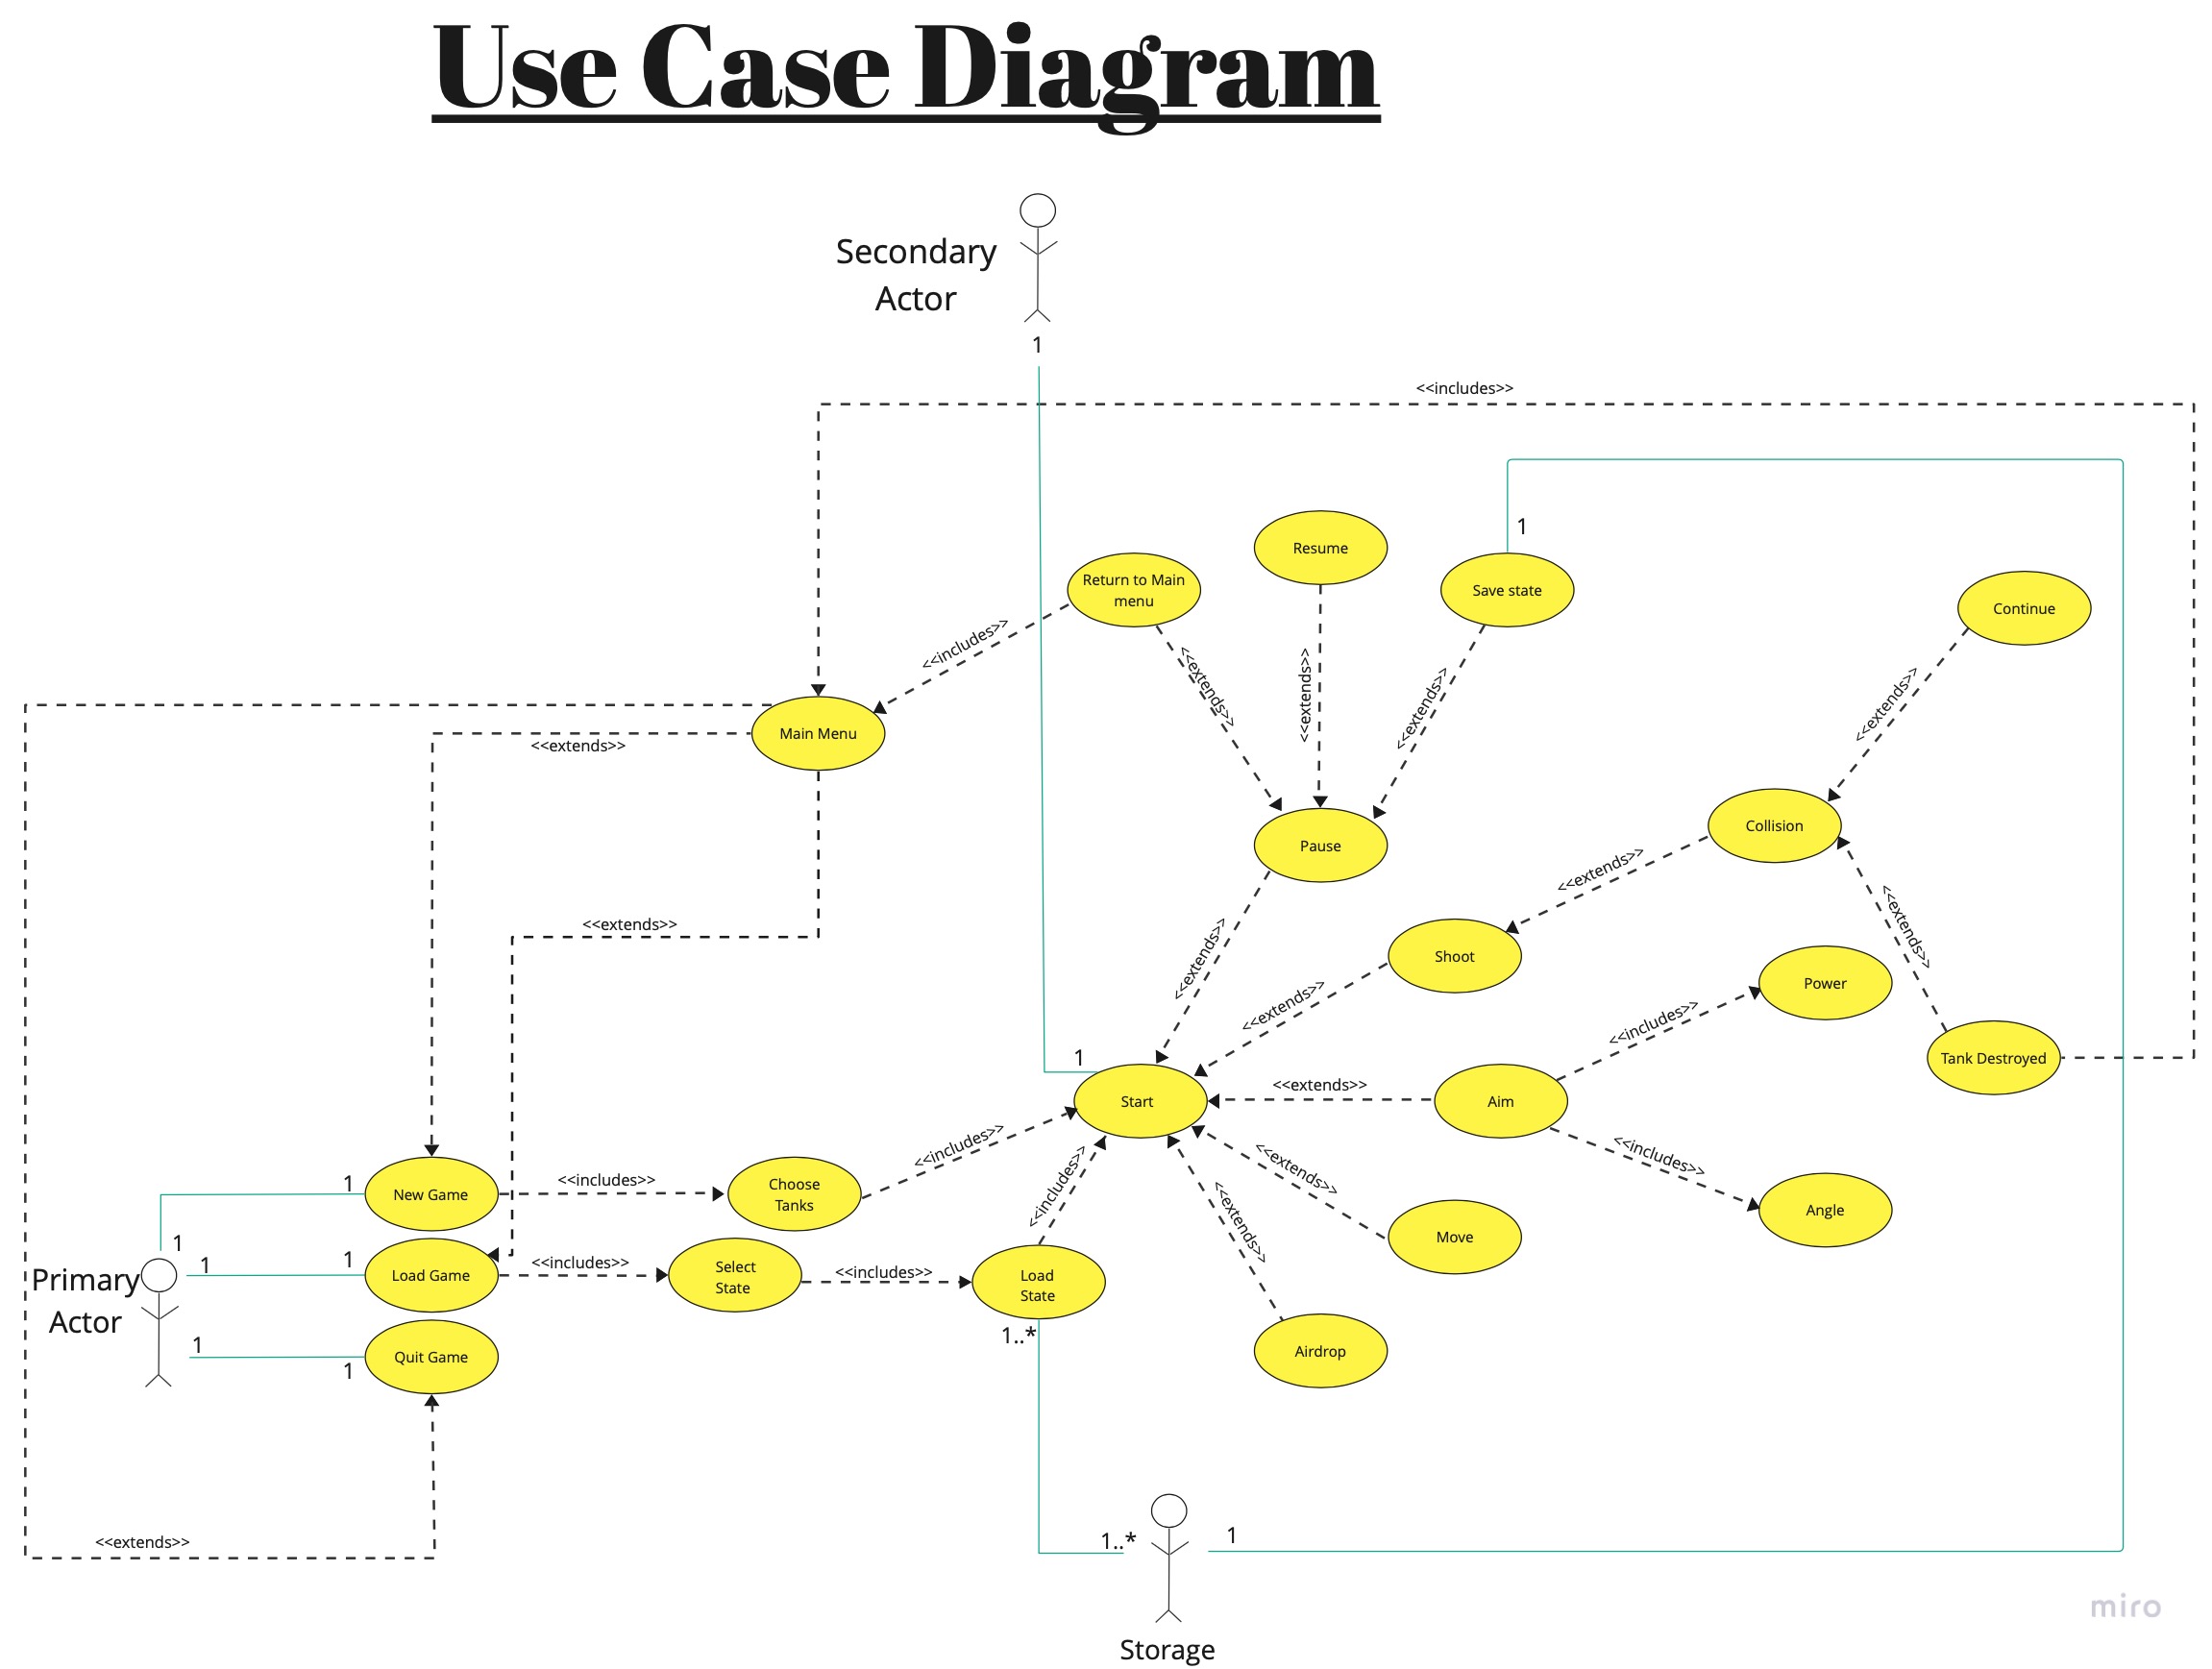 Use Case Diagram
Secondary
Actor
1
<<includes>>
1
Resume
Return to Main
menu
Save state
Continue
<<includes>>
<<extends>>
<<extends>>
<<extends>>
<<extends>>
Main Menu
<<extends>>
Collision
Pause
<<extends>>
<<extends>>
<<extends>>
<<extends>>
Shoot
Power
<<extends>>
<<includes>>
1
Tank Destroyed
Start
<<extends>>
Aim
<<includes>>
<<includes>>
<<extends>>
<<includes>>
1
New Game
<<includes>>
Choose
Tanks
<<includes>>
<<extends>>
Angle
Move
1
Primary
Actor
1
1
Load Game
<<includes>>
Select
State
<<includes>>
Load
State
1
1
Quit Game
1..*
Airdrop
<<extends>>
1..*
1
Storage
miro